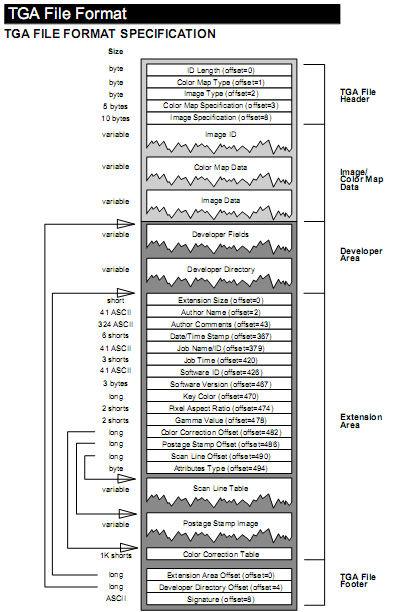 TGA File Format
TGA FILE FORMAT SPECIFICATION
Size
byte ID Length (offset=0)
byte Color Map Type (offset=1)
byte Image Type (offset=2)
5 bytes Color Map Specification (offset=3)
10 bytes Image Specification (offset=8)
TGA File
Header
variable Image ID
variable Color Map Data
variable Image Data
Image/
Color Map
Data
variable Developer Fields
variable Developer Directory
Developer
Area
short Extension Size (offset=0)
41 ASCII Author Name (offset=2)
324 ASCII Author Comments (offset=43)
6 shorts Date/Time Stamp (offset=367)
41 ASCII Job Name/ID (offset=379)
3 shorts Job Time (offset=420)
41 ASCII Software ID (offset=426)
3 bytes Software Version (offset=467)
long Key Color (offset=470)
2 shorts Pixel Aspect Ratio (offset=474)
2 shorts Gamma Value (offset=478)
long Color Correction Offset (offset=482)
long Postage Stamp Offset (offset=486)
long Scan Line Offset (offset=490)
byte Attributes Type (offset=494)
Extension
Area
variable Scan Line Table
variable Postage Stamp Image
1K shorts Color Correction Table
long Extension Area Offset (offset=0)
long Developer Directory Offset (offset=4)
ASCII Signature (offset=8)
TGA File
Footer